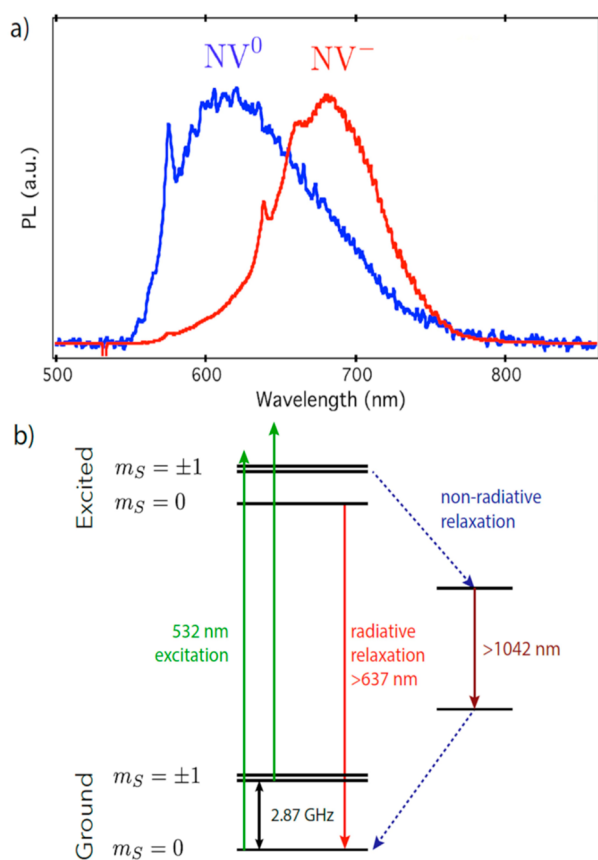 a)
NV⁰
NV⁻
PL (a.u.)
500
600
700
800
Wavelength (nm)
b)
Excited
mS = ±1
mS = 0
non-radiative
relaxation
532 nm
excitation
radiative
relaxation
>637 nm
>1042 nm
Ground
mS = ±1
2.87 GHz
mS = 0